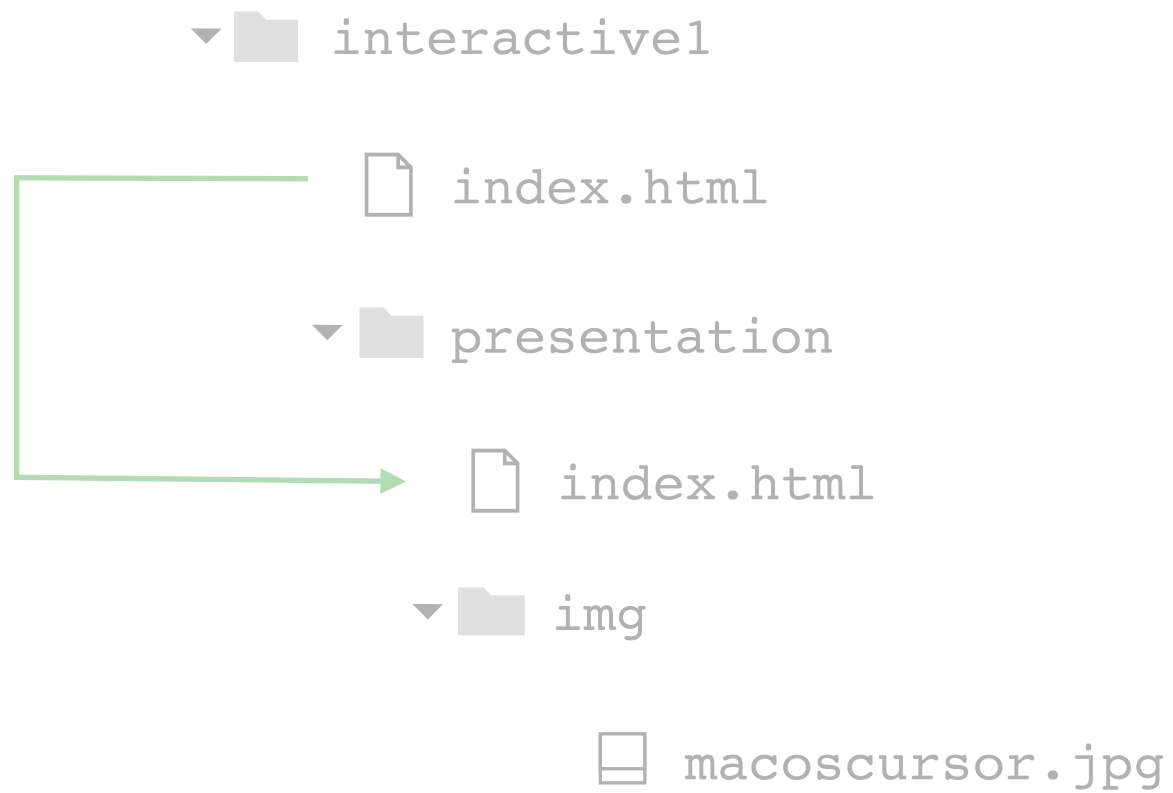 interactive1
index.html
presentation
index.html
img
macoscursor.jpg